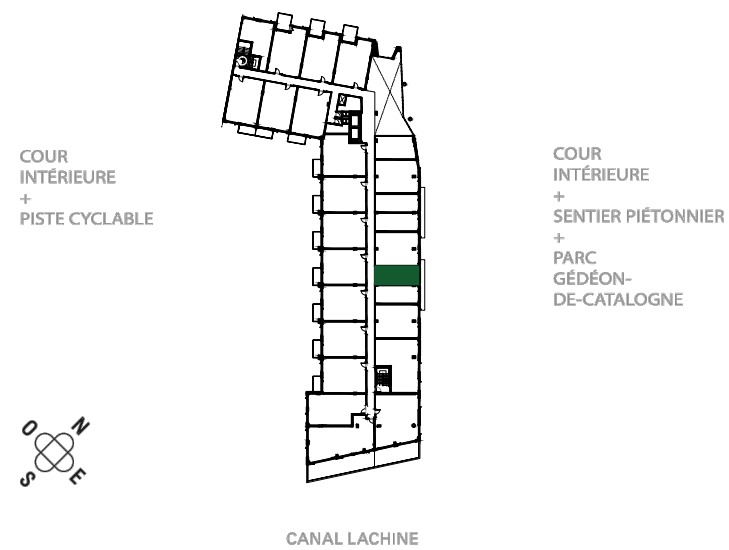 COUR
INTÉRIEURE
+
PISTE CYCLABLE
COUR
INTÉRIEURE
+
SENTIER PIÉTONNIER
+
PARC
GÉDÉON-
DE-CATALOGNE
O N
S E
CANAL LACHINE